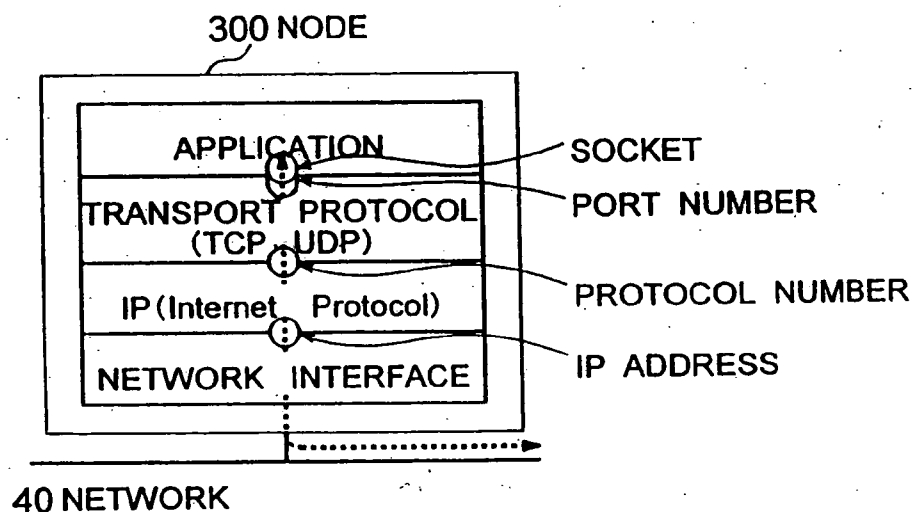 300 NODE
APPLICATION
SOCKET
PORT NUMBER
TRANSPORT PROTOCOL
(TCP UDP)
PROTOCOL NUMBER
IP (Internet Protocol)
IP ADDRESS
NETWORK INTERFACE
40 NETWORK